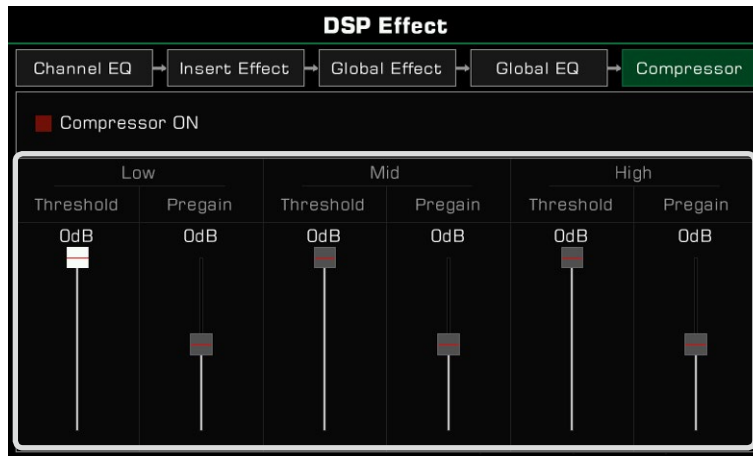 DSP Effect
Channel EQ Insert Effect Global Effect Global EQ Compressor
Compressor ON
Low Mid High
Threshold Pregain Threshold Pregain Threshold Pregain
0dB 0dB 0dB 0dB 0dB 0dB